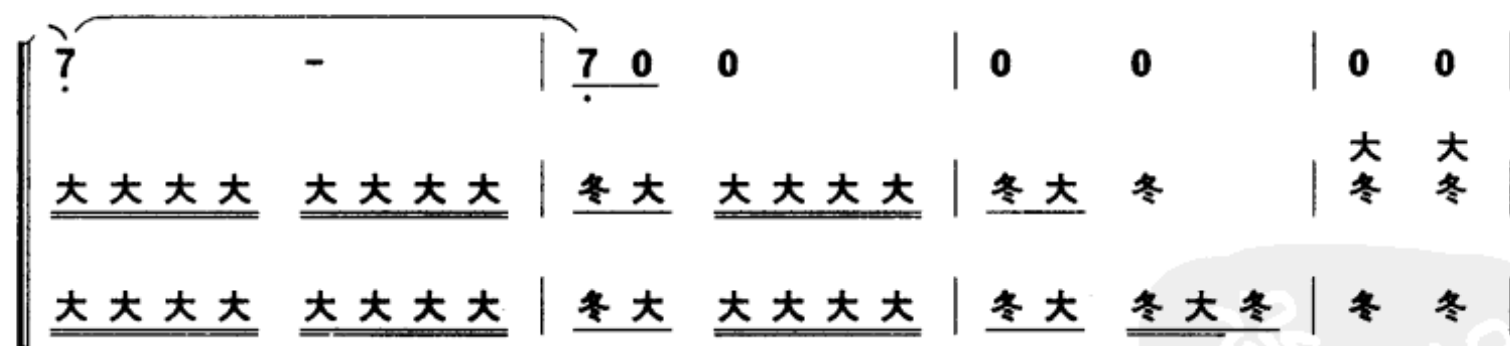 7 - | 7 0 0 | 0 0 | 0 0
大 大
大大大大 大大大大 | 冬大 大大大大 | 冬大 冬 | 冬 冬
大大大大 大大大大 | 冬大 大大大大 | 冬大 冬大冬 | 冬 冬